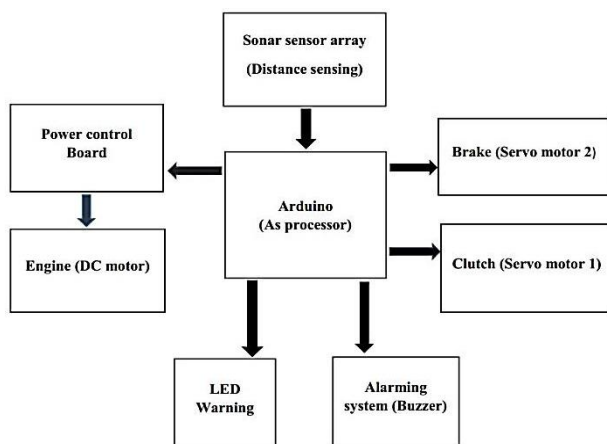 Sonar sensor array
(Distance sensing)
Power control
Board
Brake (Servo motor 2)
Arduino
(As processor)
Engine (DC motor)
Clutch (Servo motor 1)
LED
Warning
Alarming
system (Buzzer)